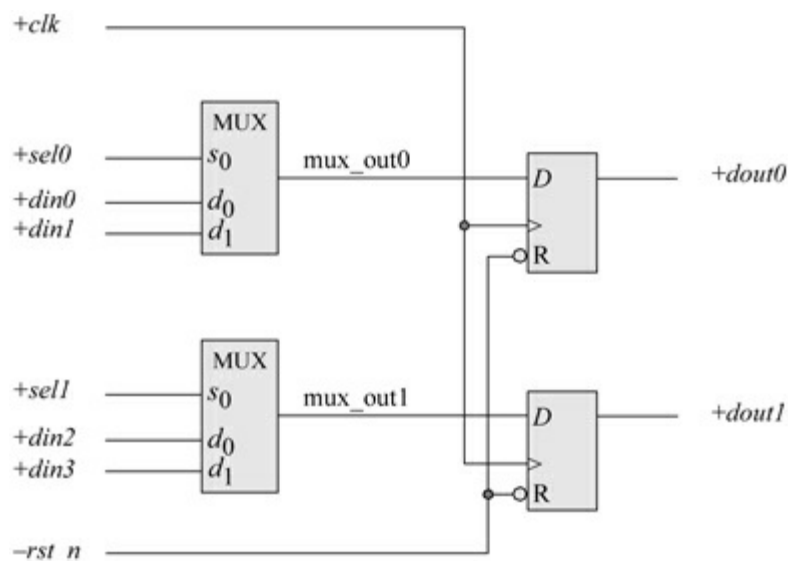 +clk
MUX
+sel0
s0
mux_out0
D
+dout0
+din0
d0
+din1
d1
R
MUX
+sel1
s0
mux_out1
D
+dout1
+din2
d0
+din3
d1
R
–rst n